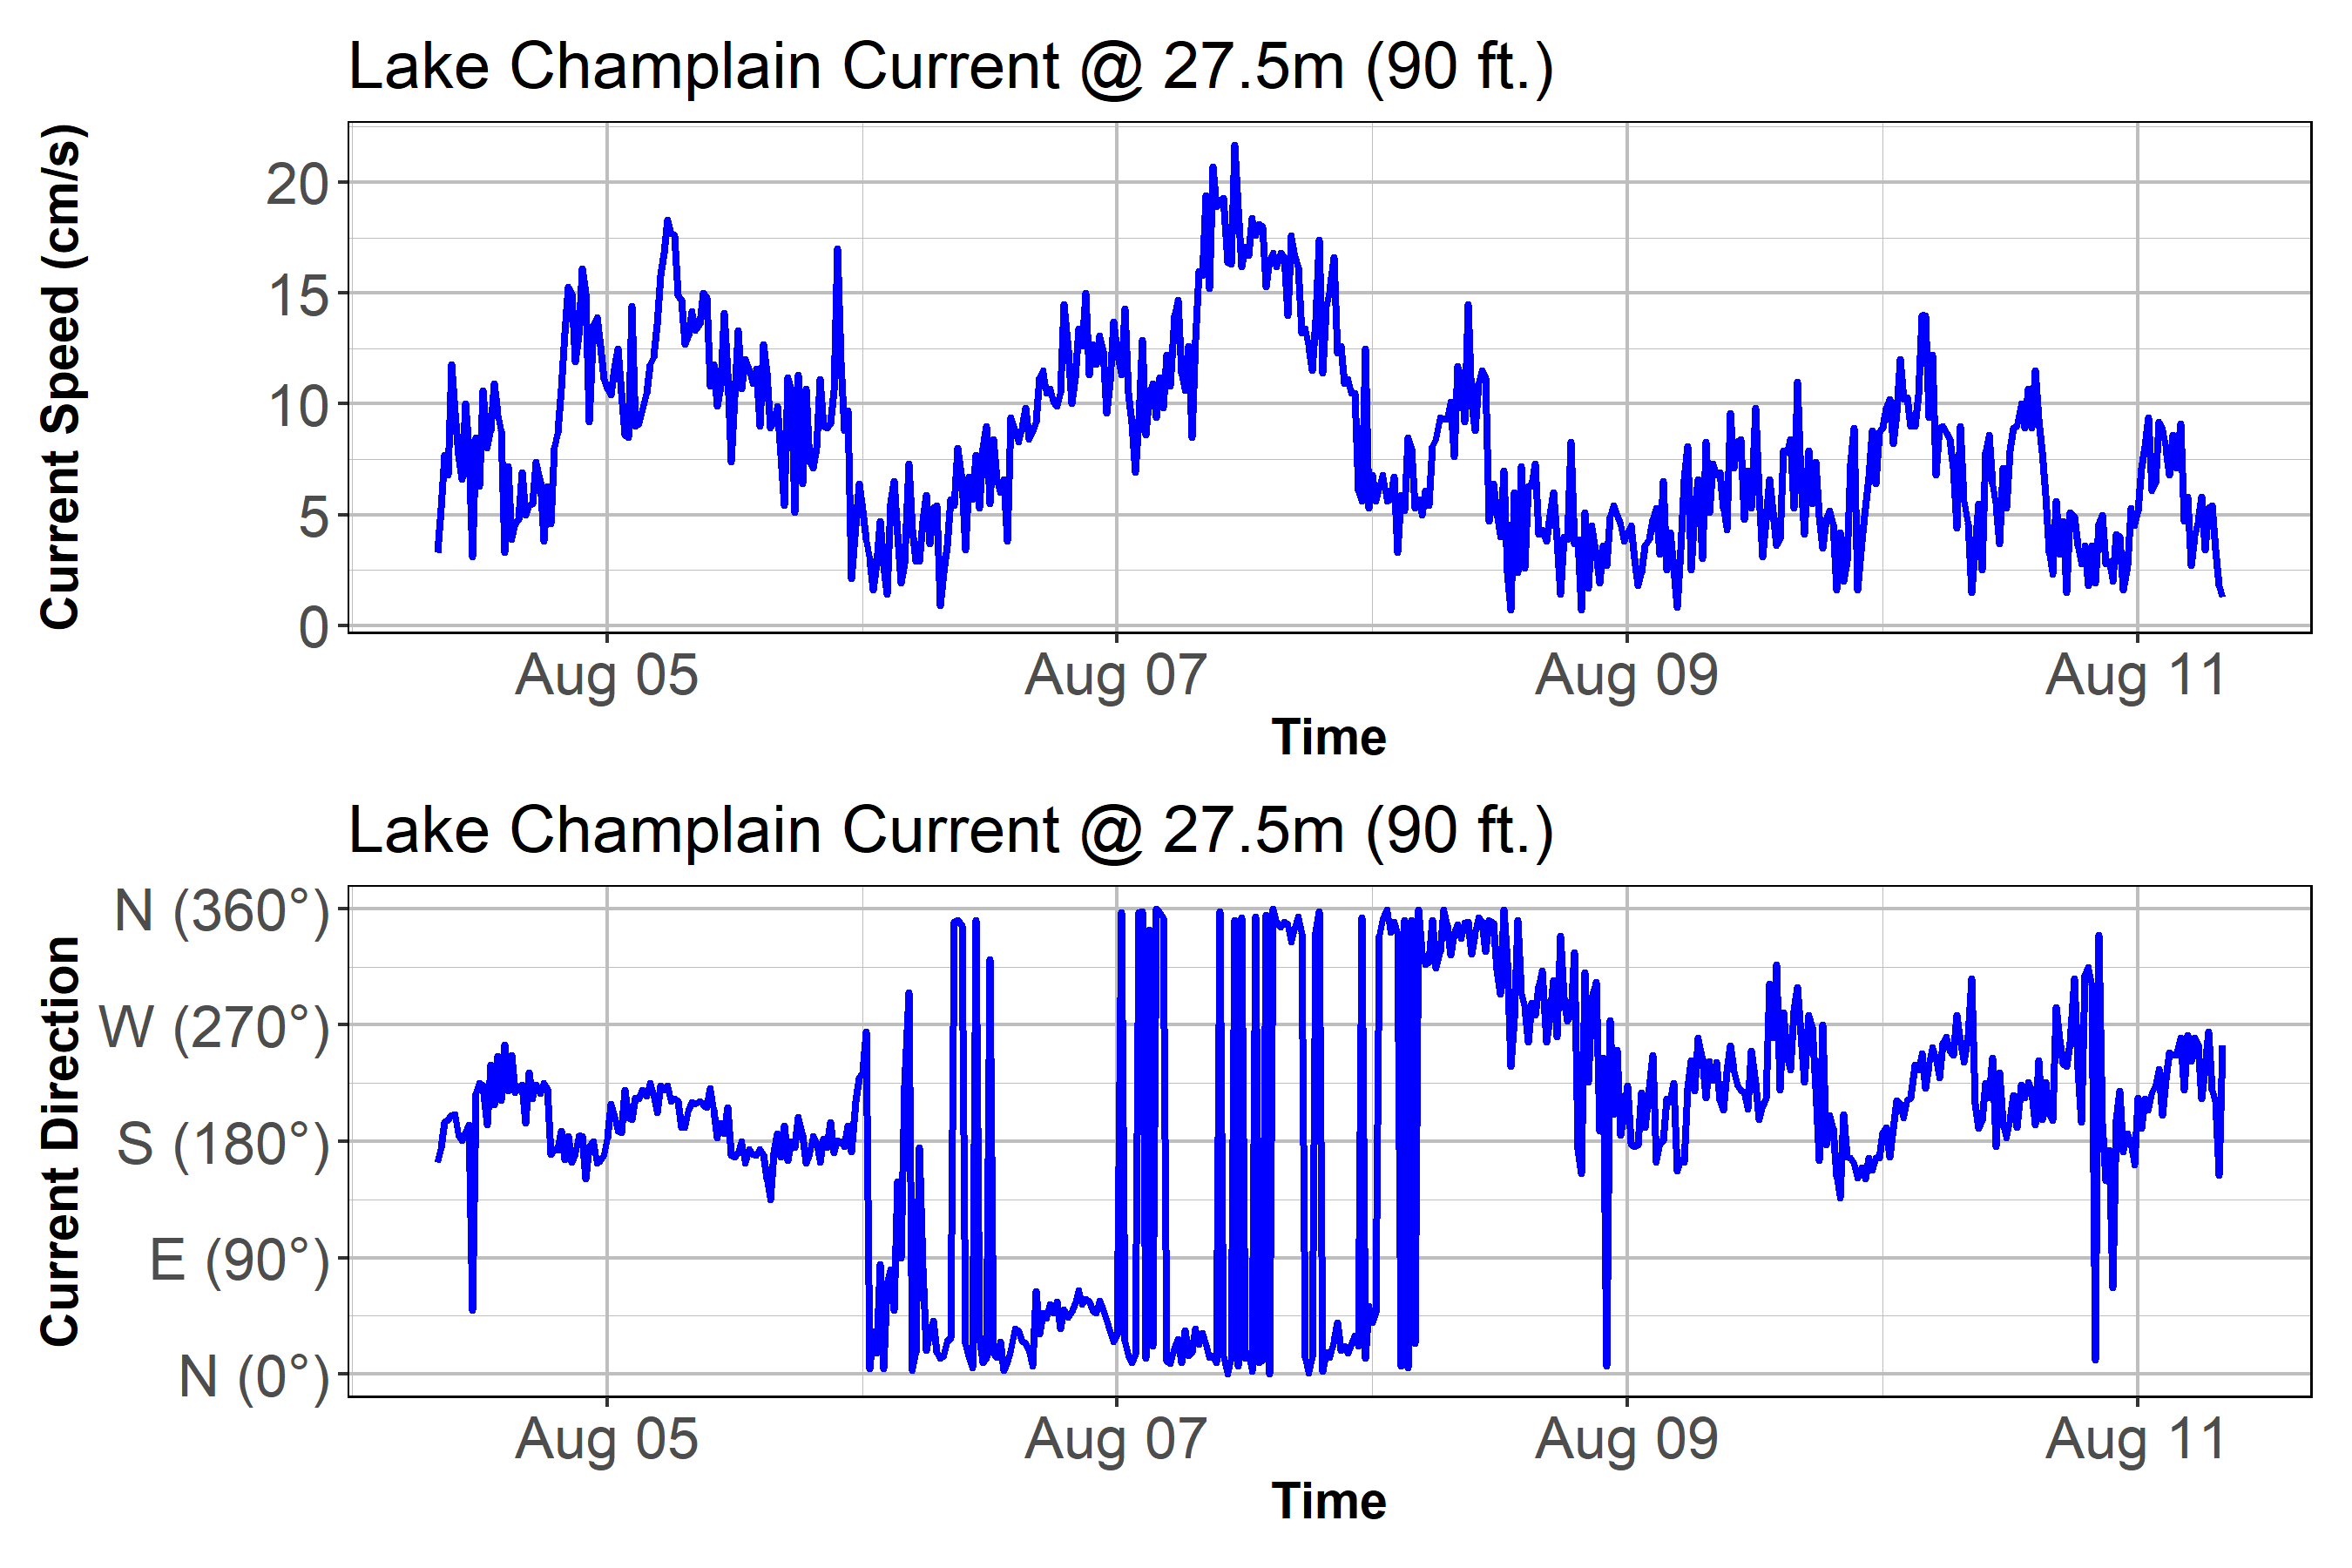 Lake Champlain Current @ 27.5m (90 ft.)
Current Speed (cm/s)
20
15
10
5
0
Aug 05 Aug 07 Aug 09 Aug 11
Time
Lake Champlain Current @ 27.5m (90 ft.)
Current Direction
N (360°)
W (270°)
S (180°)
E (90°)
N (0°)
Aug 05 Aug 07 Aug 09 Aug 11
Time